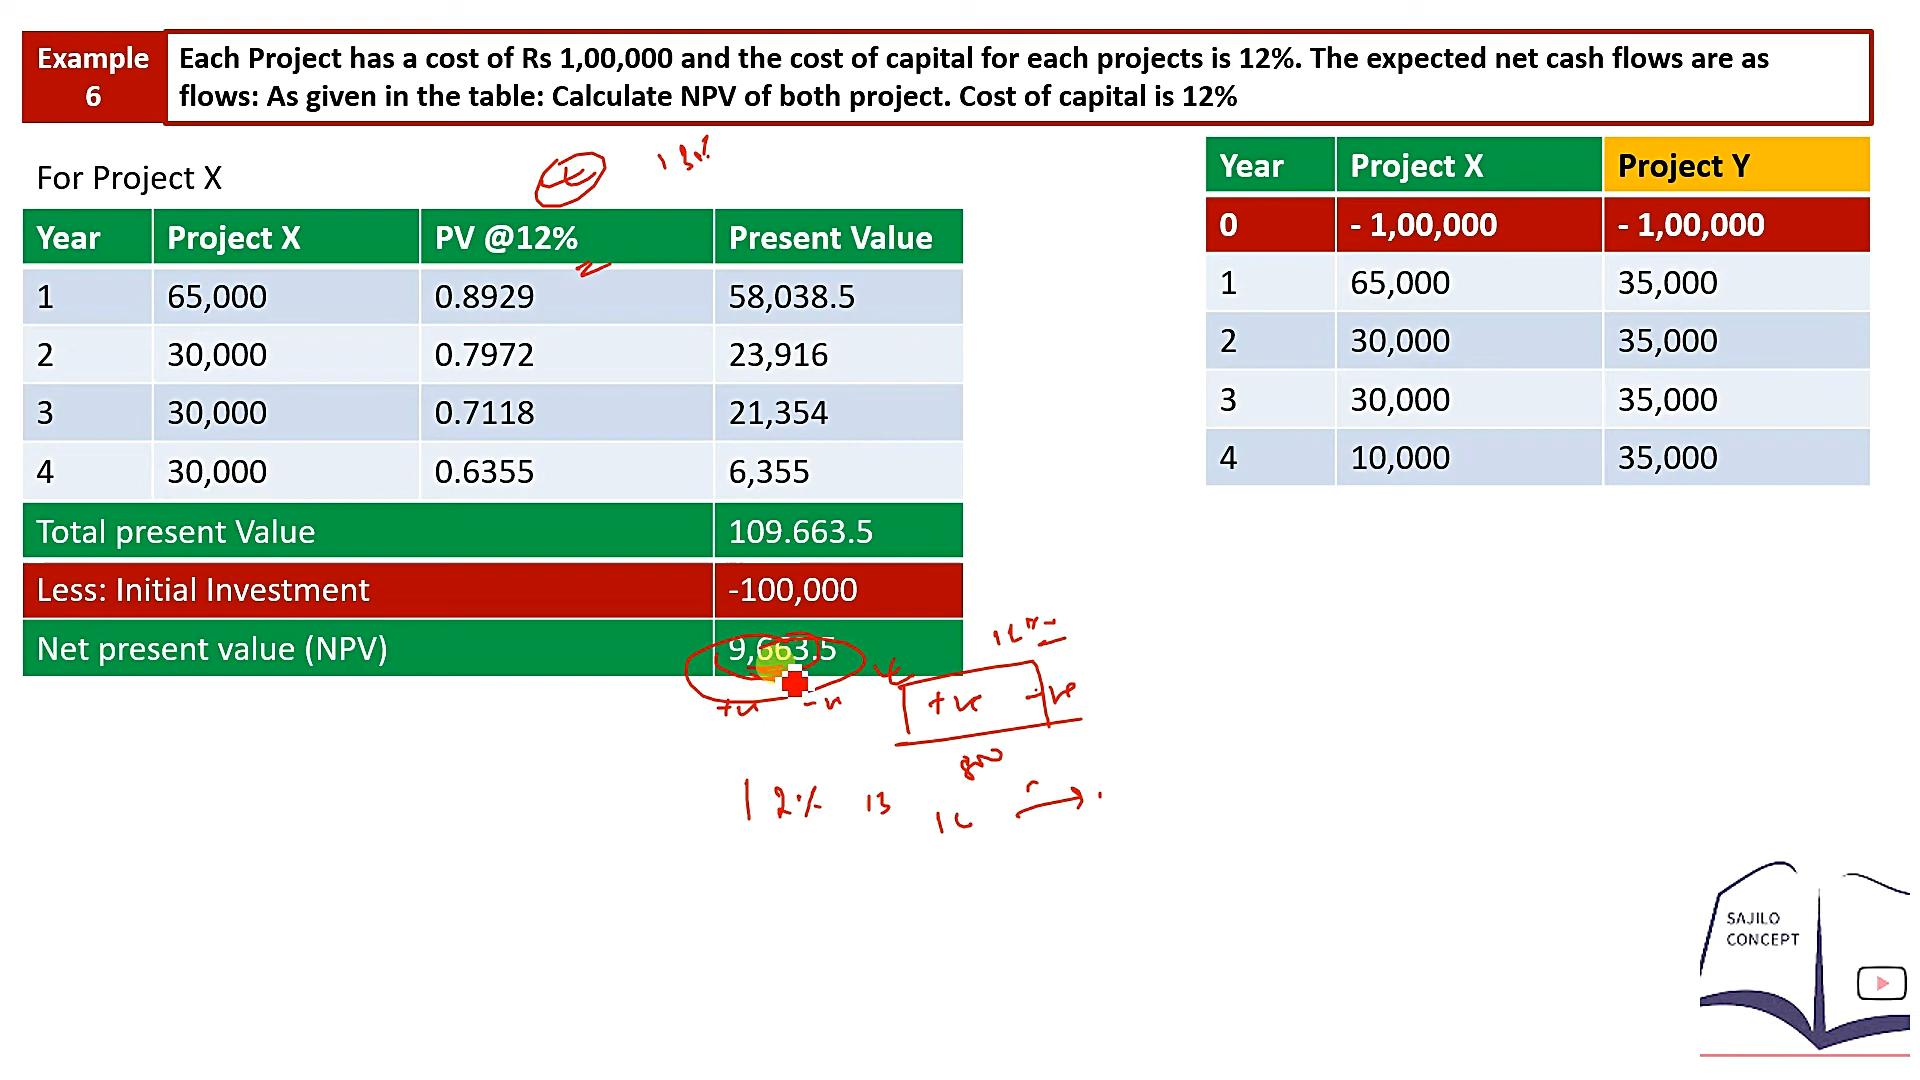 Example 6
Each Project has a cost of Rs 1,00,000 and the cost of capital for each projects is 12%. The expected net cash flows are as
flows: As given in the table: Calculate NPV of both project. Cost of capital is 12%
For Project X
Year Project X PV @12% Present Value
1 65,000 0.8929 58,038.5
2 30,000 0.7972 23,916
3 30,000 0.7118 21,354
4 30,000 0.6355 6,355
Total present Value 109.663.5
Less: Initial Investment -100,000
Net present value (NPV) 9,663.5
+ve -ve
12% 13
Year Project X Project Y
0 - 1,00,000 - 1,00,000
1 65,000 35,000
2 30,000 35,000
3 30,000 35,000
4 10,000 35,000
SAJILO
CONCEPT